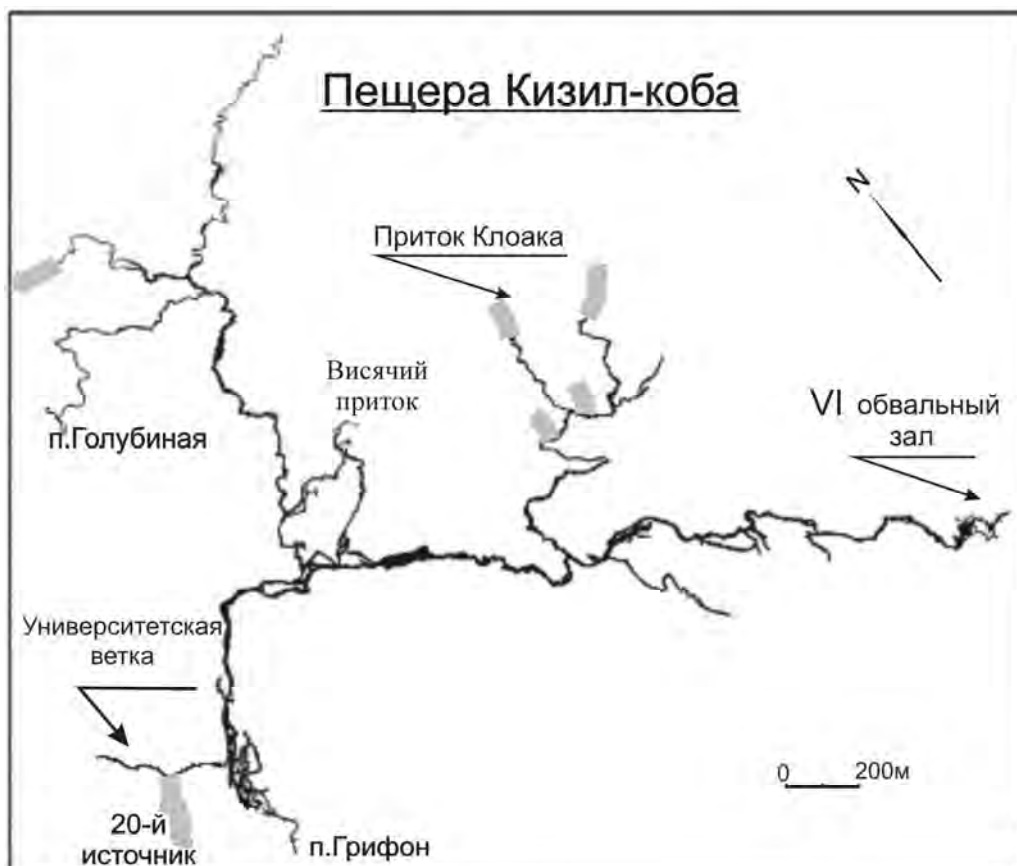 Пещера Кизил-коба
N
Приток Клоака
Висячий
приток
VI обвальный
зал
п.Голубиная
Университетская
ветка
0 200м
20-й
источник
п.Грифон